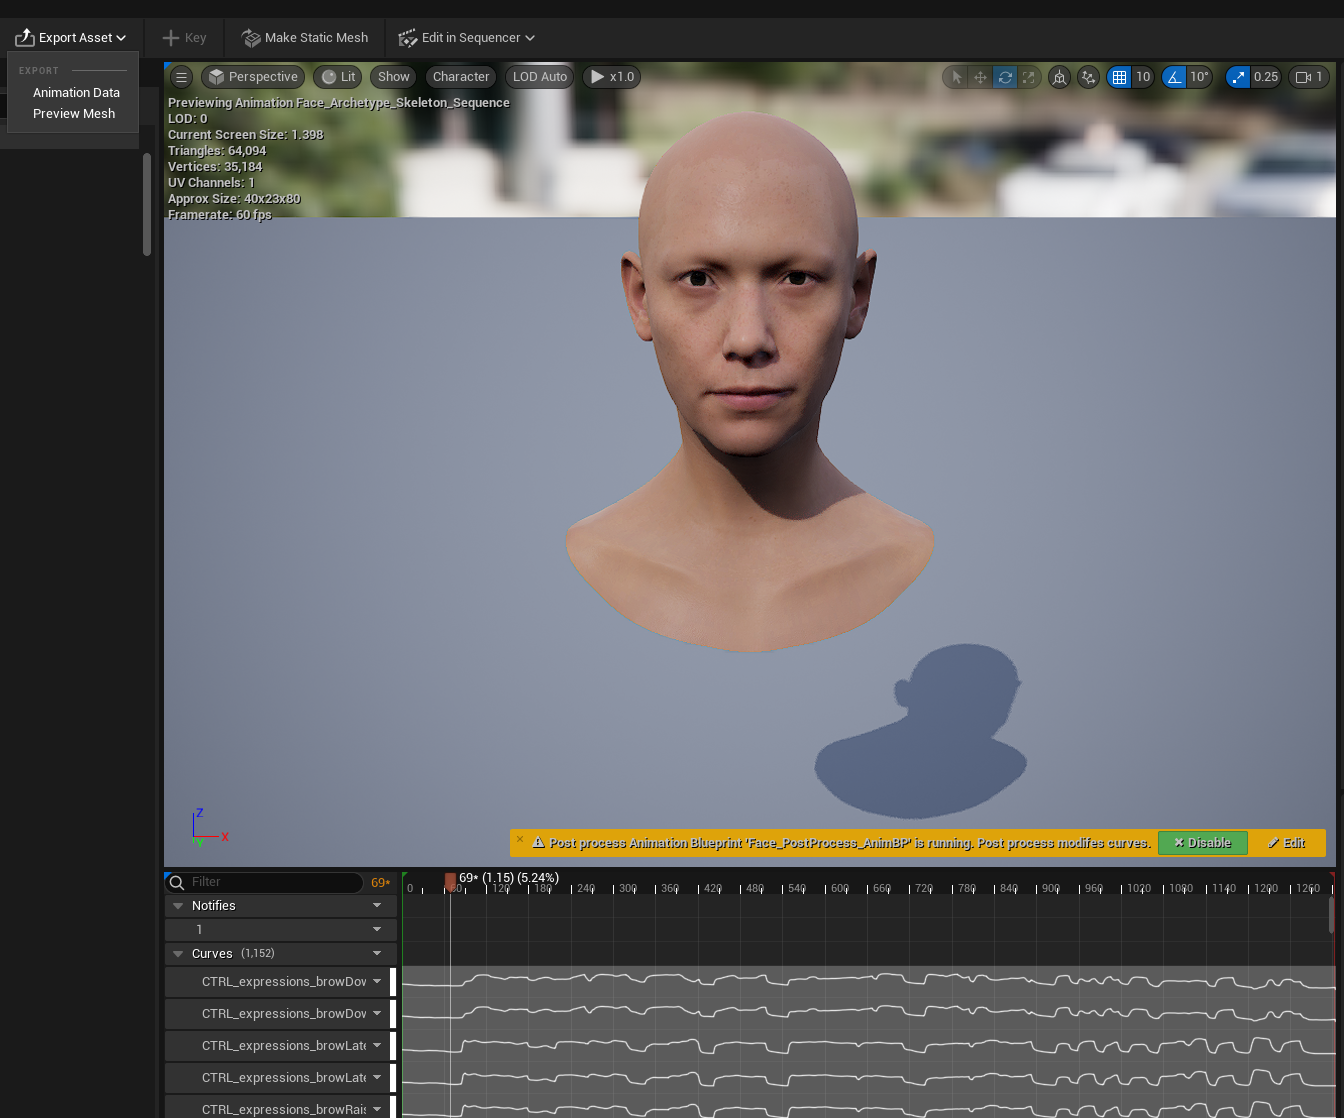 Export Asset
Key
Make Static Mesh
Edit in Sequencer
EXPORT
Animation Data
Preview Mesh
Perspective
Lit
Show
Character
LOD Auto
x1.0
10
10°
0.25
1
Previewing Animation Face_Archetype_Skeleton_Sequence
LOD: 0
Current Screen Size: 1.398
Triangles: 64,094
Vertices: 35,184
UV Channels: 1
Approx Size: 40x23x80
Framerate: 60 fps
Z
X
Y
Post process Animation Blueprint 'Face_PostProcess_AnimBP' is running. Post process modifes curves.
Disable
Edit
Filter
69*
69* (1.15) (5.24%)
0 60 120 180 240 300 360 420 480 540 600 660 720 780 840 900 960 1020 1080 1140 1200 1260
Notifies
1
Curves (1,152)
CTRL_expressions_browDov
CTRL_expressions_browDov
CTRL_expressions_browLate
CTRL_expressions_browLate
CTRL_expressions_browRais